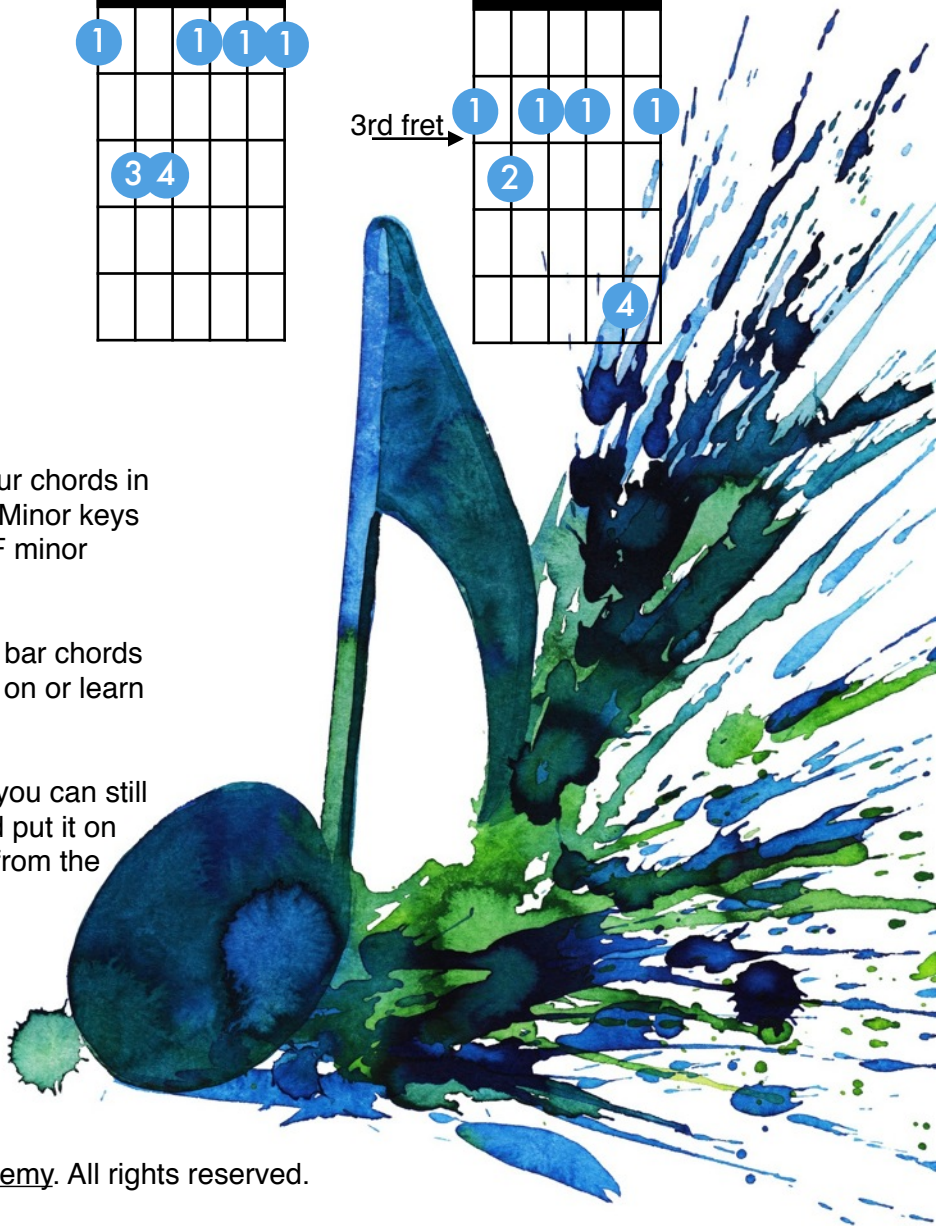 1 1 1 1
3 4
3rd fret
1 1 1 1
2
4
ur chords in
Minor keys
F minor
bar chords
on or learn
you can still
put it on
from the
emy. All rights reserved.